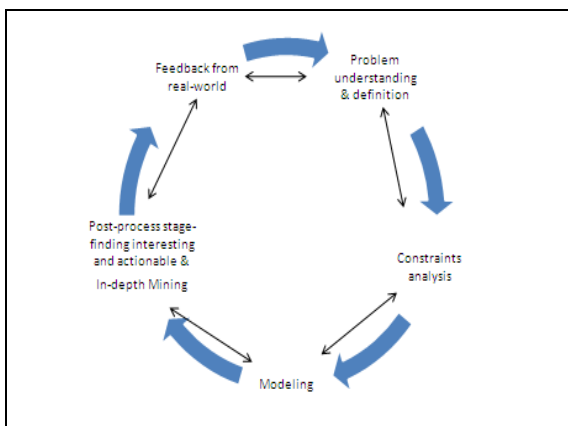 Feedback from
real-world
Problem
understanding
& definition
Constraints
analysis
Modeling
Post-process stage-
finding interesting
and actionable &
In-depth Mining